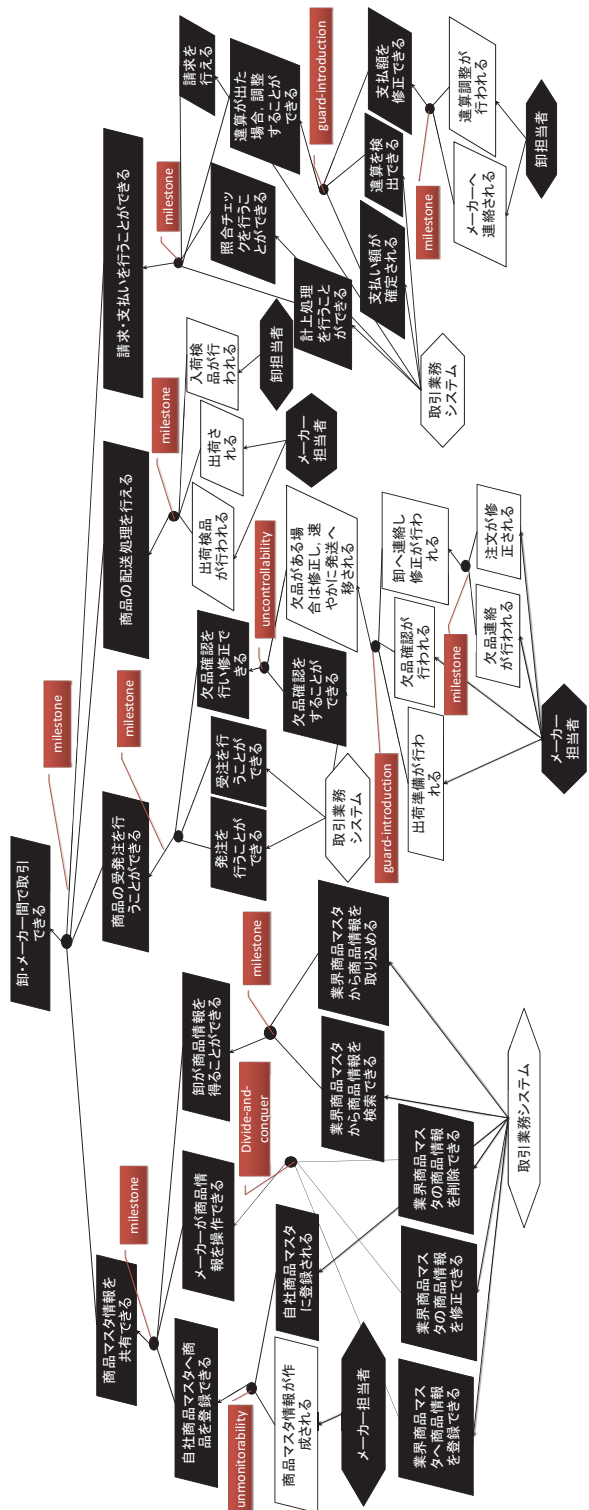 卸・メーカー間で取引
できる
milestone
商品マスタ情報を
共有できる
milestone
商品の受発注を行
うことができる
milestone
商品の配送処理を行える
milestone
請求・支払いを行うことができる
milestone
自社商品マスタへ商
品を登録できる
unmonitorability
商品マスタ情報が作
成される
自社商品マスタ
に登録される
メーカー担当者
メーカーが商品情
報を操作できる
Divide-and-
conquer
業界商品マス
タへ商品情報
を登録できる
業界商品マス
タの商品情報
を修正できる
業界商品マス
タの商品情報
を削除できる
卸が商品情報を
得ることができる
milestone
業界商品マスタ
から商品情報を
検索できる
業界商品マスタ
から商品情報を
取り込める
取引業務システム
発注を
行うことが
できる
受注を行
うことが
できる
取引業務
システム
欠品確認を
行い修正で
きる
uncontrollability
欠品確認を
することが
できる
欠品がある場
合は修正し、速
やかに発送へ
移される
guard-introduction
出荷準備が行わ
れる
欠品確認が
行われる
卸へ連絡し
修正が行わ
れる
milestone
欠品連絡
が行われる
注文が修
正される
メーカー
担当者
出荷検品
が行われる
出荷さ
れる
入荷検
品が行
われる
メーカー
担当者
卸担当者
計上処理
を行うこと
ができる
照合チェッ
クを行うこ
とができる
違算が出た
場合、調整
することが
できる
請求を
行える
guard-introduction
支払い額が
確定される
違算を検
出できる
支払額を
修正できる
milestone
取引業務
システム
メーカーへ
連絡される
違算調整が
行われる
卸担当者